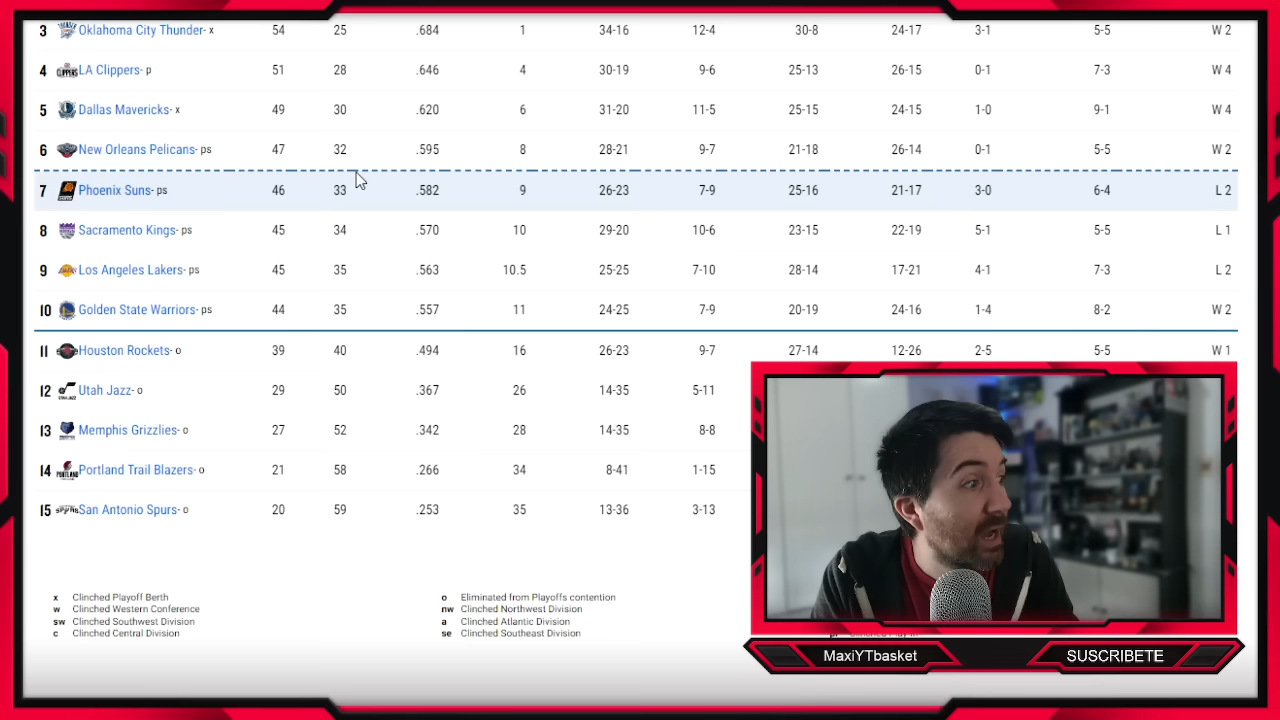 3 Oklahoma City Thunder- x 54 25 .684 1 34-16 12-4 30-8 24-17 3-1 5-5 W 2
4 LA Clippers- p 51 28 .646 4 30-19 9-6 25-13 26-15 0-1 7-3 W 4
5 Dallas Mavericks- x 49 30 .620 6 31-20 11-5 25-15 24-15 1-0 9-1 W 4
6 New Orleans Pelicans- ps 47 32 .595 8 28-21 9-7 21-18 26-14 0-1 5-5 W 2
7 Phoenix Suns- ps 46 33 .582 9 26-23 7-9 25-16 21-17 3-0 6-4 L 2
8 Sacramento Kings- ps 45 34 .570 10 29-20 10-6 23-15 22-19 5-1 5-5 L 1
9 Los Angeles Lakers- ps 45 35 .563 10.5 25-25 7-10 28-14 17-21 4-1 7-3 L 2
10 Golden State Warriors- ps 44 35 .557 11 24-25 7-9 20-19 24-16 1-4 8-2 W 2
11 Houston Rockets- o 39 40 .494 16 26-23 9-7 27-14 12-26 2-5 5-5 W 1
12 Utah Jazz- o 29 50 .367 26 14-35 5-11
13 Memphis Grizzlies- o 27 52 .342 28 14-35 8-8
14 Portland Trail Blazers- o 21 58 .266 34 8-41 1-15
15 San Antonio Spurs- o 20 59 .253 35 13-36 3-13
x Clinched Playoff Berth
w Clinched Western Conference
sw Clinched Southwest Division
c Clinched Central Division
o Eliminated from Playoffs contention
nw Clinched Northwest Division
a Clinched Atlantic Division
se Clinched Southeast Division
MaxiYTbasket
SUSCRIBETE